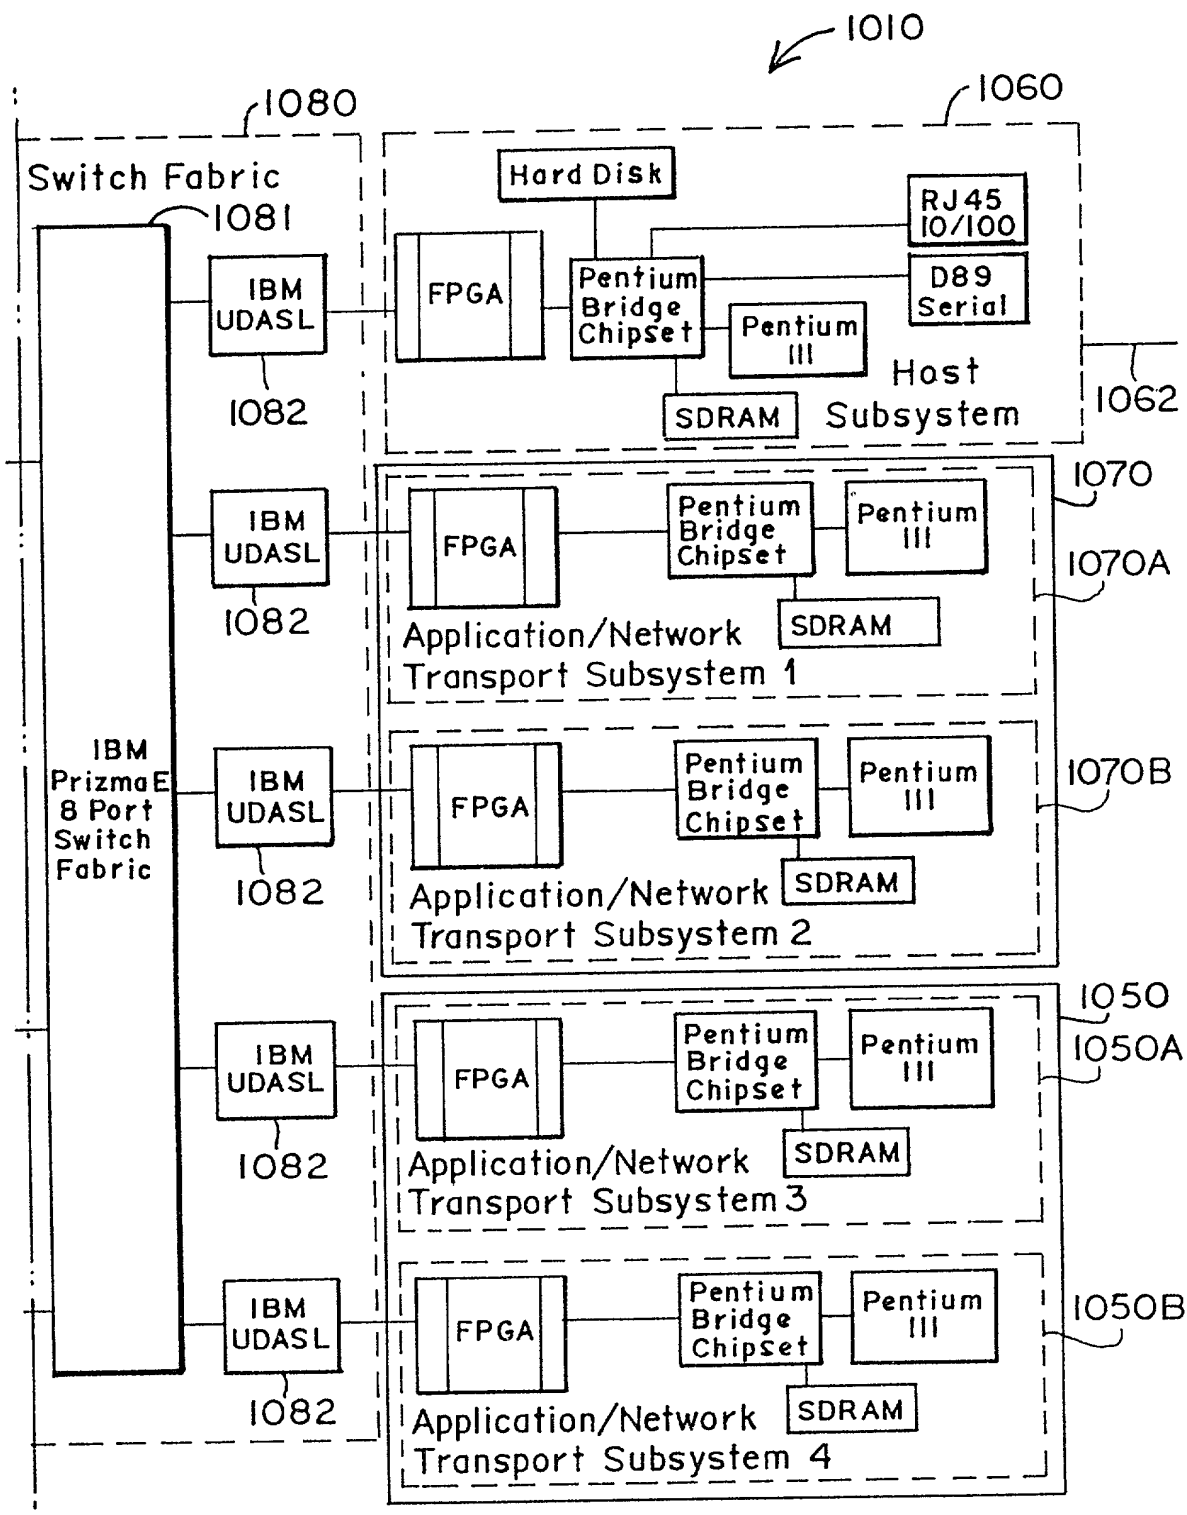 1010
1080
1060
Switch Fabric
1081
Hard Disk
RJ45
10/100
IBM
UDASL
FPGA
Pentium
Bridge
Chipset
D89
Serial
Pentium
III
Host
Subsystem
1062
1082
SDRAM
1070
IBM
UDASL
FPGA
Pentium
Bridge
Chipset
Pentium
III
1070A
1082
SDRAM
Application/Network
Transport Subsystem 1
IBM
PrizmaE
8 Port
Switch
Fabric
IBM
UDASL
FPGA
Pentium
Bridge
Chipset
Pentium
III
1070B
1082
SDRAM
Application/Network
Transport Subsystem 2
1050
IBM
UDASL
FPGA
Pentium
Bridge
Chipset
Pentium
III
1050A
1082
SDRAM
Application/Network
Transport Subsystem 3
IBM
UDASL
FPGA
Pentium
Bridge
Chipset
Pentium
III
1050B
1082
SDRAM
Application/Network
Transport Subsystem 4